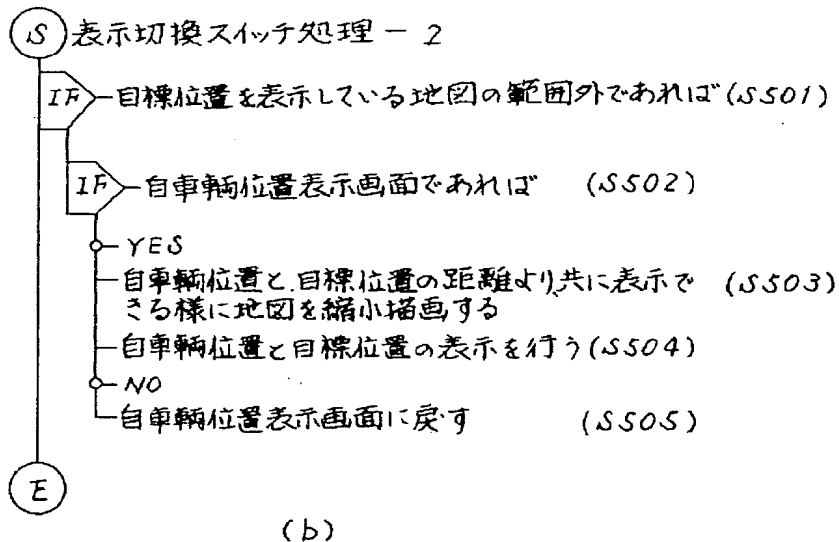 S 表示切換スイッチ処理 - 2
IF 目標位置を表示している地図の範囲外であれば (S501)
IF 自車輌位置表示画面であれば (S502)
YES
自車輌位置と、目標位置の距離より、共に表示で (S503)
きる様に地図を縮小描画する
自車輌位置と目標位置の表示を行う (S504)
NO
自車輌位置表示画面に戻す (S505)
E
(b)